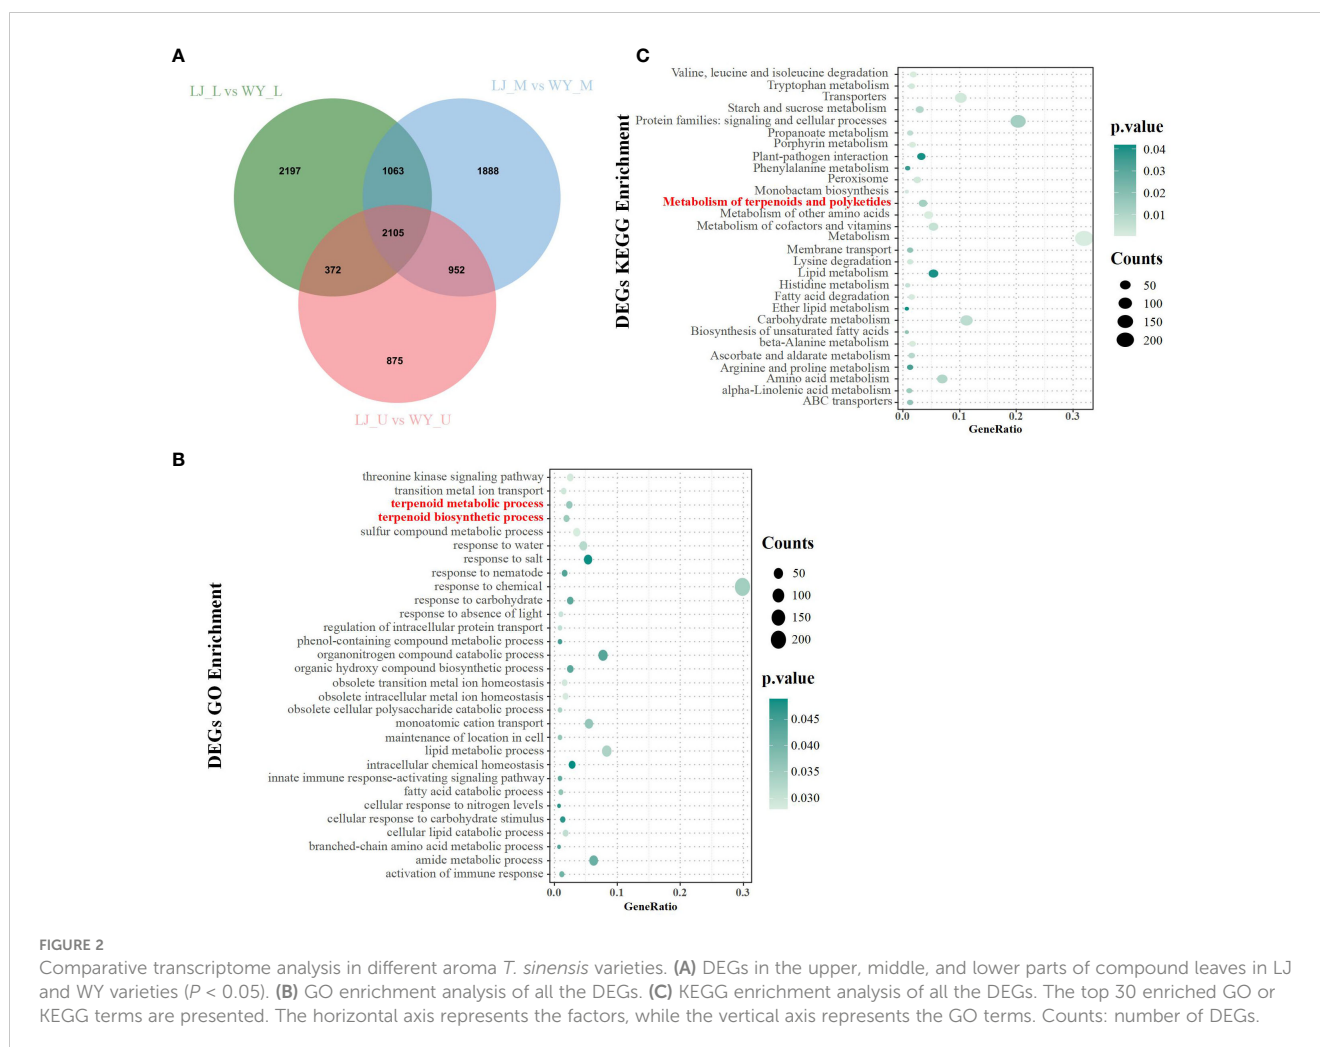 A
LJ_L vs WY_L
LJ_M vs WY_M
2197
1063
1888
2105
372
952
875
LJ_U vs WY_U
C
DEGs KEGG Enrichment
Valine, leucine and isoleucine degradation
Tryptophan metabolism
Transporters
Starch and sucrose metabolism
Protein families: signaling and cellular processes
Propanoate metabolism
Porphyrin metabolism
Plant-pathogen interaction
Phenylalanine metabolism
Peroxisome
Monobactam biosynthesis
Metabolism of terpenoids and polyketides
Metabolism of other amino acids
Metabolism of cofactors and vitamins
Metabolism
Membrane transport
Lysine degradation
Lipid metabolism
Histidine metabolism
Fatty acid degradation
Ether lipid metabolism
Carbohydrate metabolism
Biosynthesis of unsaturated fatty acids
beta-Alanine metabolism
Ascorbate and aldarate metabolism
Arginine and proline metabolism
Amino acid metabolism
alpha-Linolenic acid metabolism
ABC transporters
0.0 0.1 0.2 0.3
GeneRatio
p.value
0.04
0.03
0.02
0.01
Counts
50
100
150
200
B
DEGs GO Enrichment
threonine kinase signaling pathway
transition metal ion transport
terpenoid metabolic process
terpenoid biosynthetic process
sulfur compound metabolic process
response to water
response to salt
response to nematode
response to chemical
response to carbohydrate
response to absence of light
regulation of intracellular protein transport
phenol-containing compound metabolic process
organonitrogen compound catabolic process
organic hydroxy compound biosynthetic process
obsolete transition metal ion homeostasis
obsolete intracellular metal ion homeostasis
obsolete cellular polysaccharide catabolic process
monoatomic cation transport
maintenance of location in cell
lipid metabolic process
intracellular chemical homeostasis
innate immune response-activating signaling pathway
fatty acid catabolic process
cellular response to nitrogen levels
cellular response to carbohydrate stimulus
cellular lipid catabolic process
branched-chain amino acid metabolic process
amide metabolic process
activation of immune response
0.0 0.1 0.2 0.3
GeneRatio
Counts
50
100
150
200
p.value
0.045
0.040
0.035
0.030
FIGURE 2
Comparative transcriptome analysis in different aroma T. sinensis varieties. (A) DEGs in the upper, middle, and lower parts of compound leaves in LJ
and WY varieties (P < 0.05). (B) GO enrichment analysis of all the DEGs. (C) KEGG enrichment analysis of all the DEGs. The top 30 enriched GO or
KEGG terms are presented. The horizontal axis represents the factors, while the vertical axis represents the GO terms. Counts: number of DEGs.